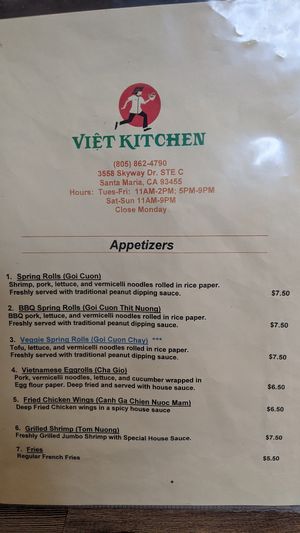 VIỆT KITCHEN
(805) 862-4790
3558 Skyway Dr. STE C
Santa Maria, CA 93455
Hours: Tues-Fri: 11AM-2PM; 5PM-9PM
Sat-Sun 11AM-9PM
Close Monday
Appetizers
1. Spring Rolls (Goi Cuon)
Shrimp, pork, lettuce, and vermicelli noodles rolled in rice paper.
Freshly served with traditional peanut dipping sauce. $7.50
2. BBQ Spring Rolls (Goi Cuon Thit Nuong)
BBQ pork, lettuce, and vermicelli noodles rolled in rice paper.
Freshly served with traditional peanut dipping sauce. $7.50
3. Veggie Spring Rolls (Goi Cuon Chay) ***
Tofu, lettuce, and vermicelli noodles rolled in rice paper.
Freshly served with traditional peanut dipping sauce. $7.50
4. Vietnamese Eggrolls (Cha Gio)
Pork, vermicelli noodles, lettuce, and cucumber wrapped in
Egg flour paper. Deep fried and served with house sauce. $6.50
5. Fried Chicken Wings (Canh Ga Chien Nuoc Mam)
Deep Fried Chicken wings in a spicy house sauce $6.50
6. Grilled Shrimp (Tom Nuong)
Freshly Grilled Jumbo Shrimp with Special House Sauce. $7.50
7. Fries
Regular French Fries $5.50